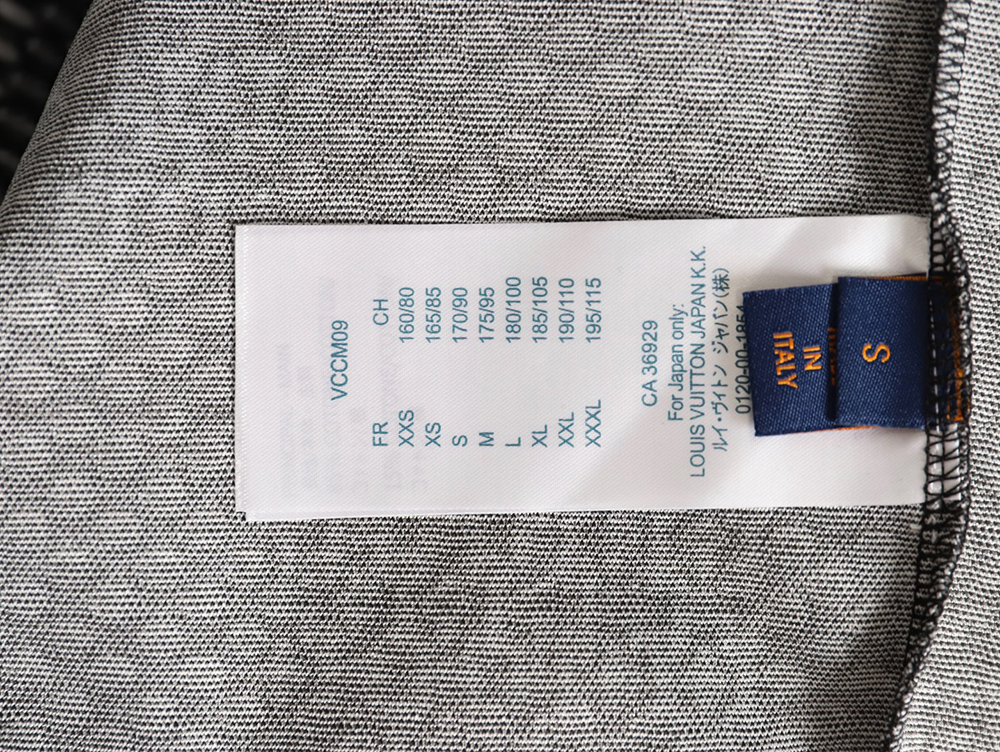 VCCM09
FR CH
XXS 160/80
XS 165/85
S 170/90
M 175/95
L 180/100
XL 185/105
XXL 190/110
XXXL 195/115
CA 36929
For Japan only:
LOUIS VUITTON JAPAN K.K.
ルイ・ヴィトン ジャパン(株)
IN
ITALY
S